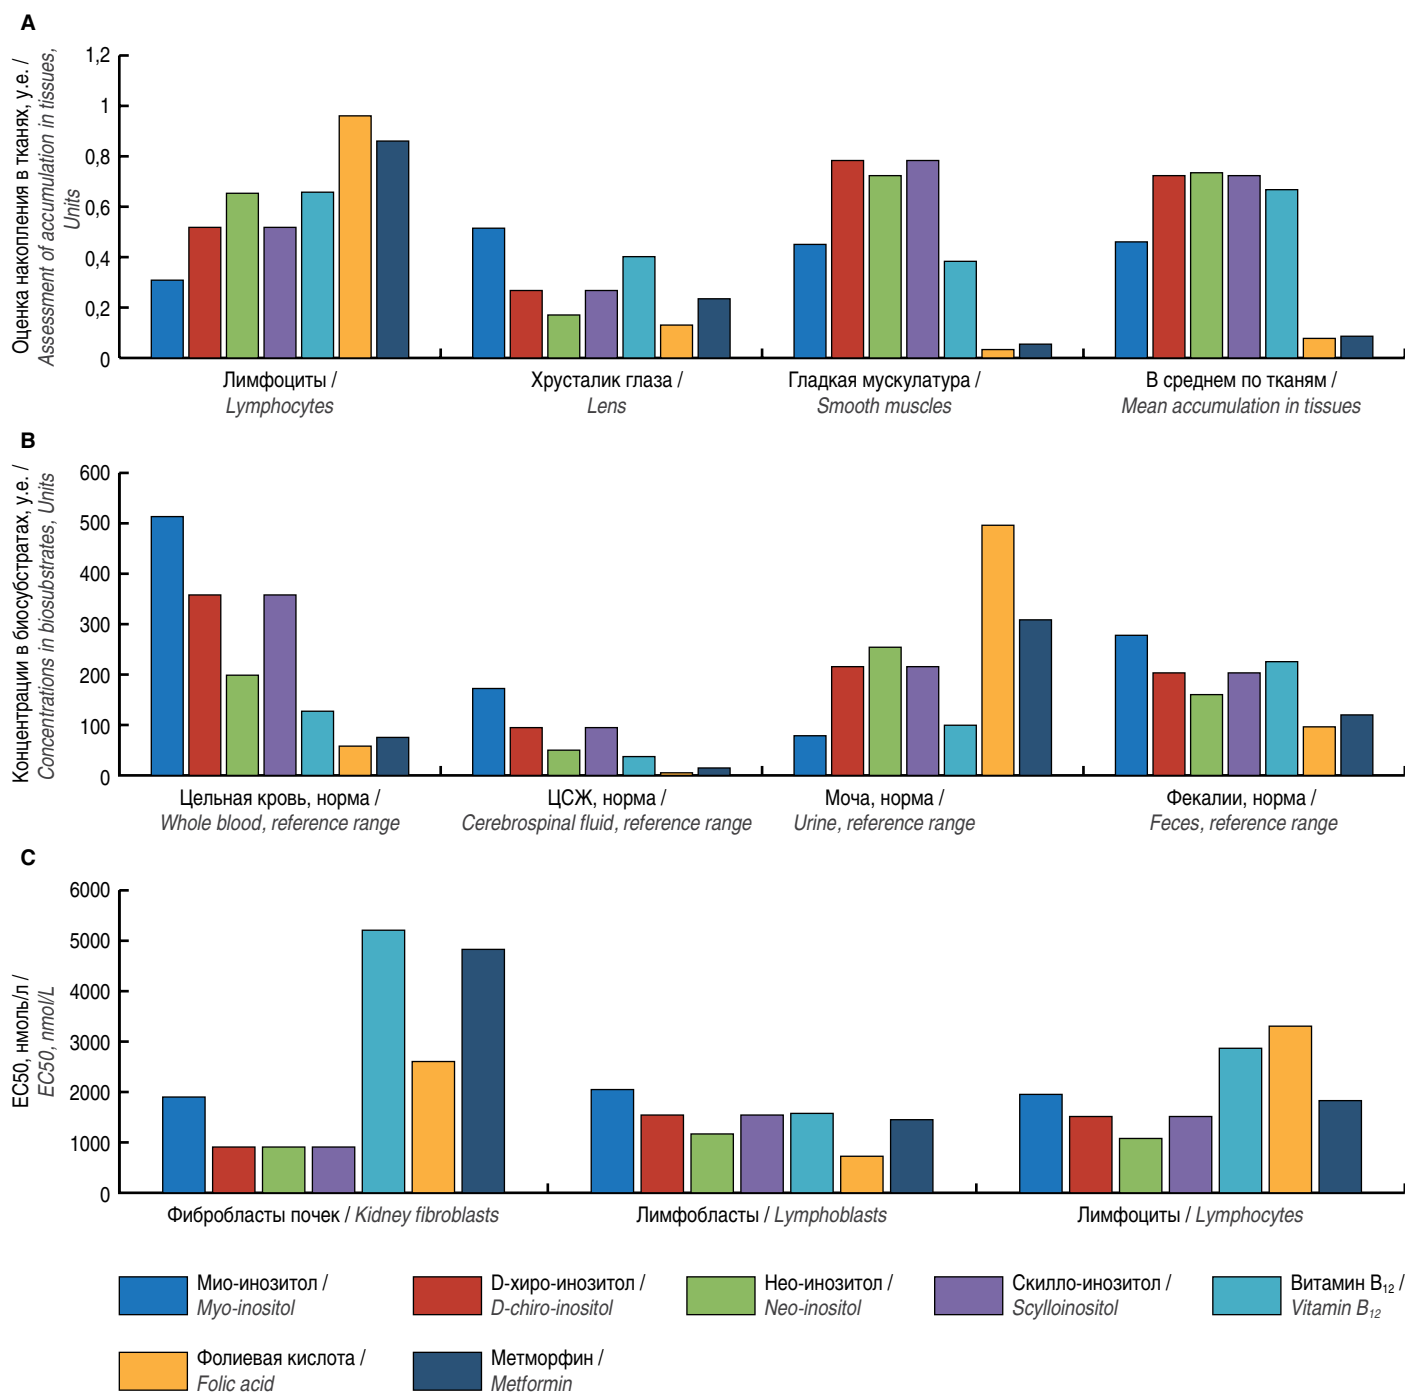 A
Оценка накопления в тканях, у.е. /
Assessment of accumulation in tissues,
Units
1,2
1
0,8
0,6
0,4
0,2
0
Лимфоциты /
Lymphocytes
Хрусталик глаза /
Lens
Гладкая мускулатура /
Smooth muscles
В среднем по тканям /
Mean accumulation in tissues
B
Концентрации в биосубстратах, у.е. /
Concentrations in biosubstrates, Units
600
500
400
300
200
100
0
Цельная кровь, норма /
Whole blood, reference range
ЦСЖ, норма /
Cerebrospinal fluid, reference range
Моча, норма /
Urine, reference range
Фекалии, норма /
Feces, reference range
C
EC50, нмоль/л /
EC50, nmol/L
6000
5000
4000
3000
2000
1000
0
Фибробласты почек / Kidney fibroblasts
Лимфобласты / Lymphoblasts
Лимфоциты / Lymphocytes
Мио-инозитол /
Myo-inositol
D-хиро-инозитол /
D-chiro-inositol
Нео-инозитол /
Neo-inositol
Скилло-инозитол /
Scylloinositol
Витамин B12 /
Vitamin B12
Фолиевая кислота /
Folic acid
Метморфин /
Metformin